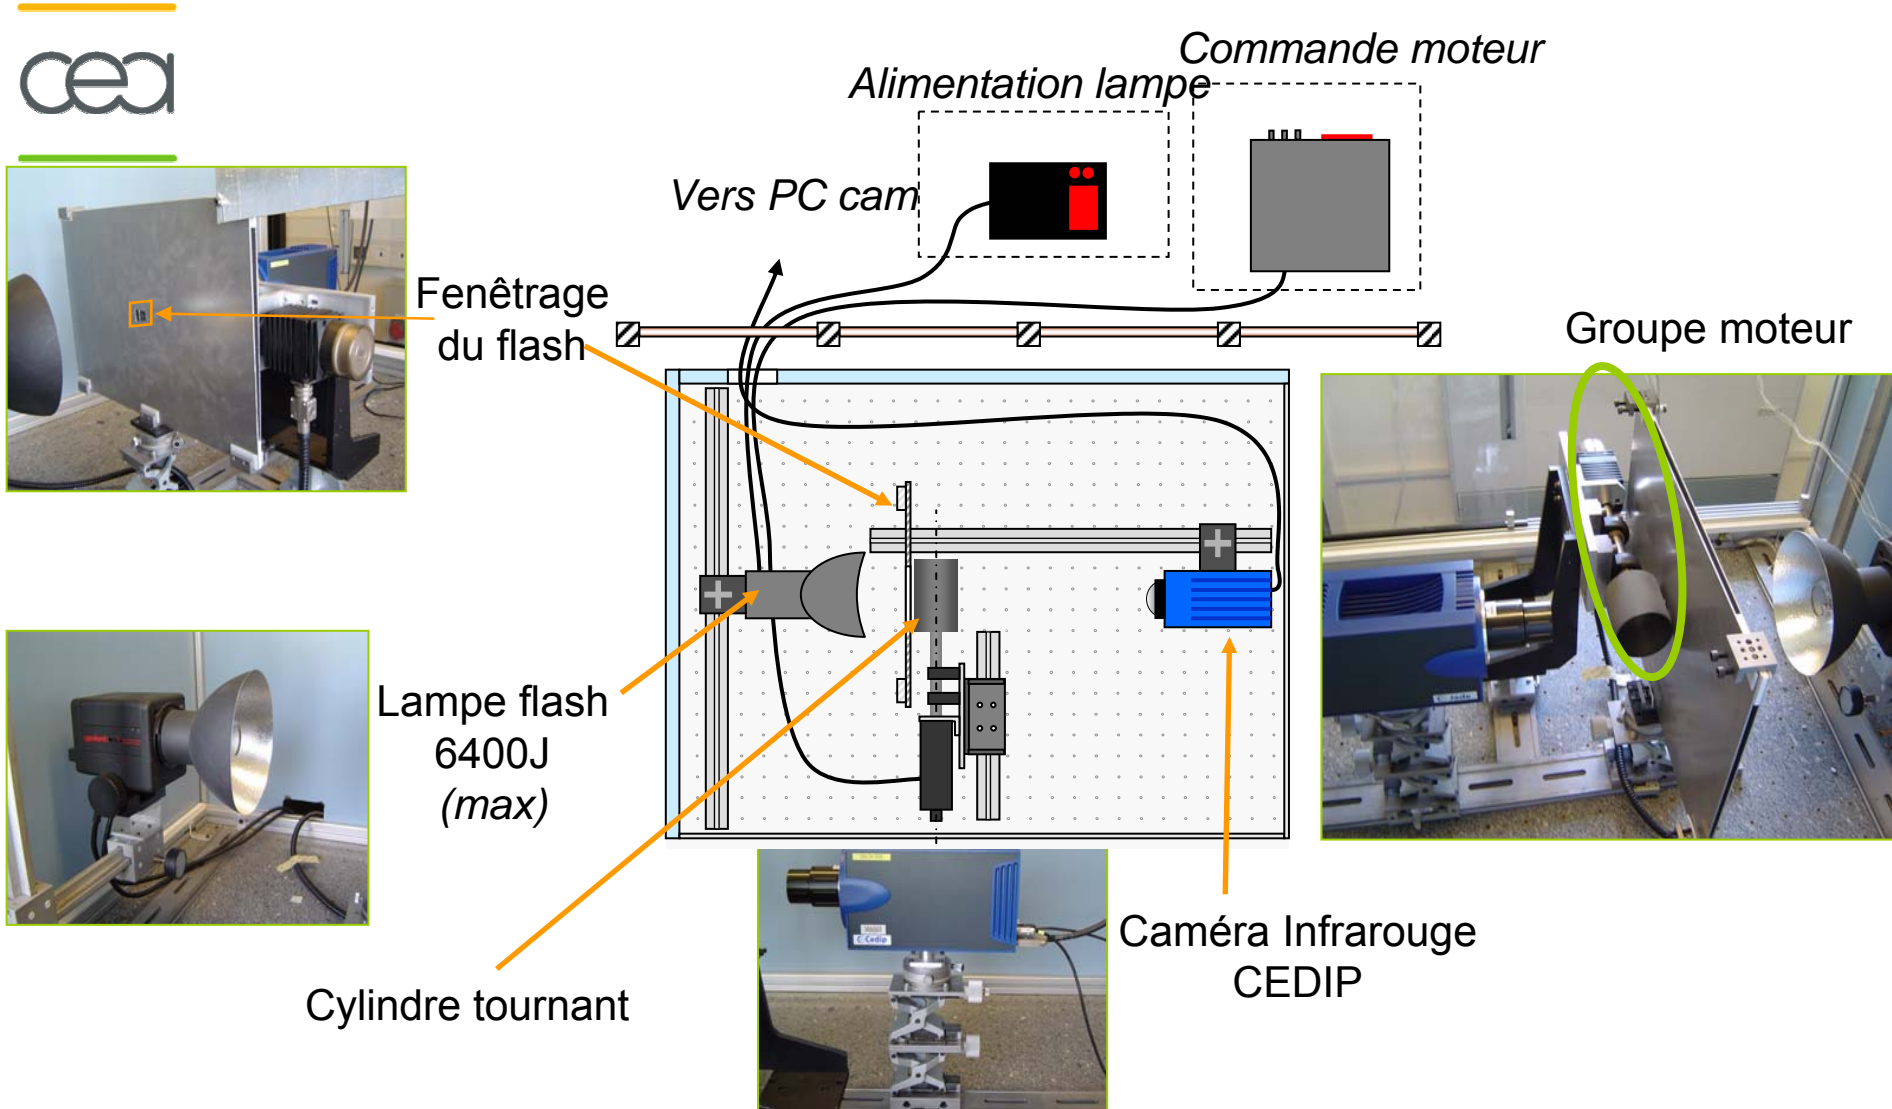 cea
Commande moteur
Alimentation lampe
Vers PC cam
Fenêtrage
du flash
Groupe moteur
Lampe flash
6400J
(max)
Cylindre tournant
Caméra Infrarouge
CEDIP
Cedip